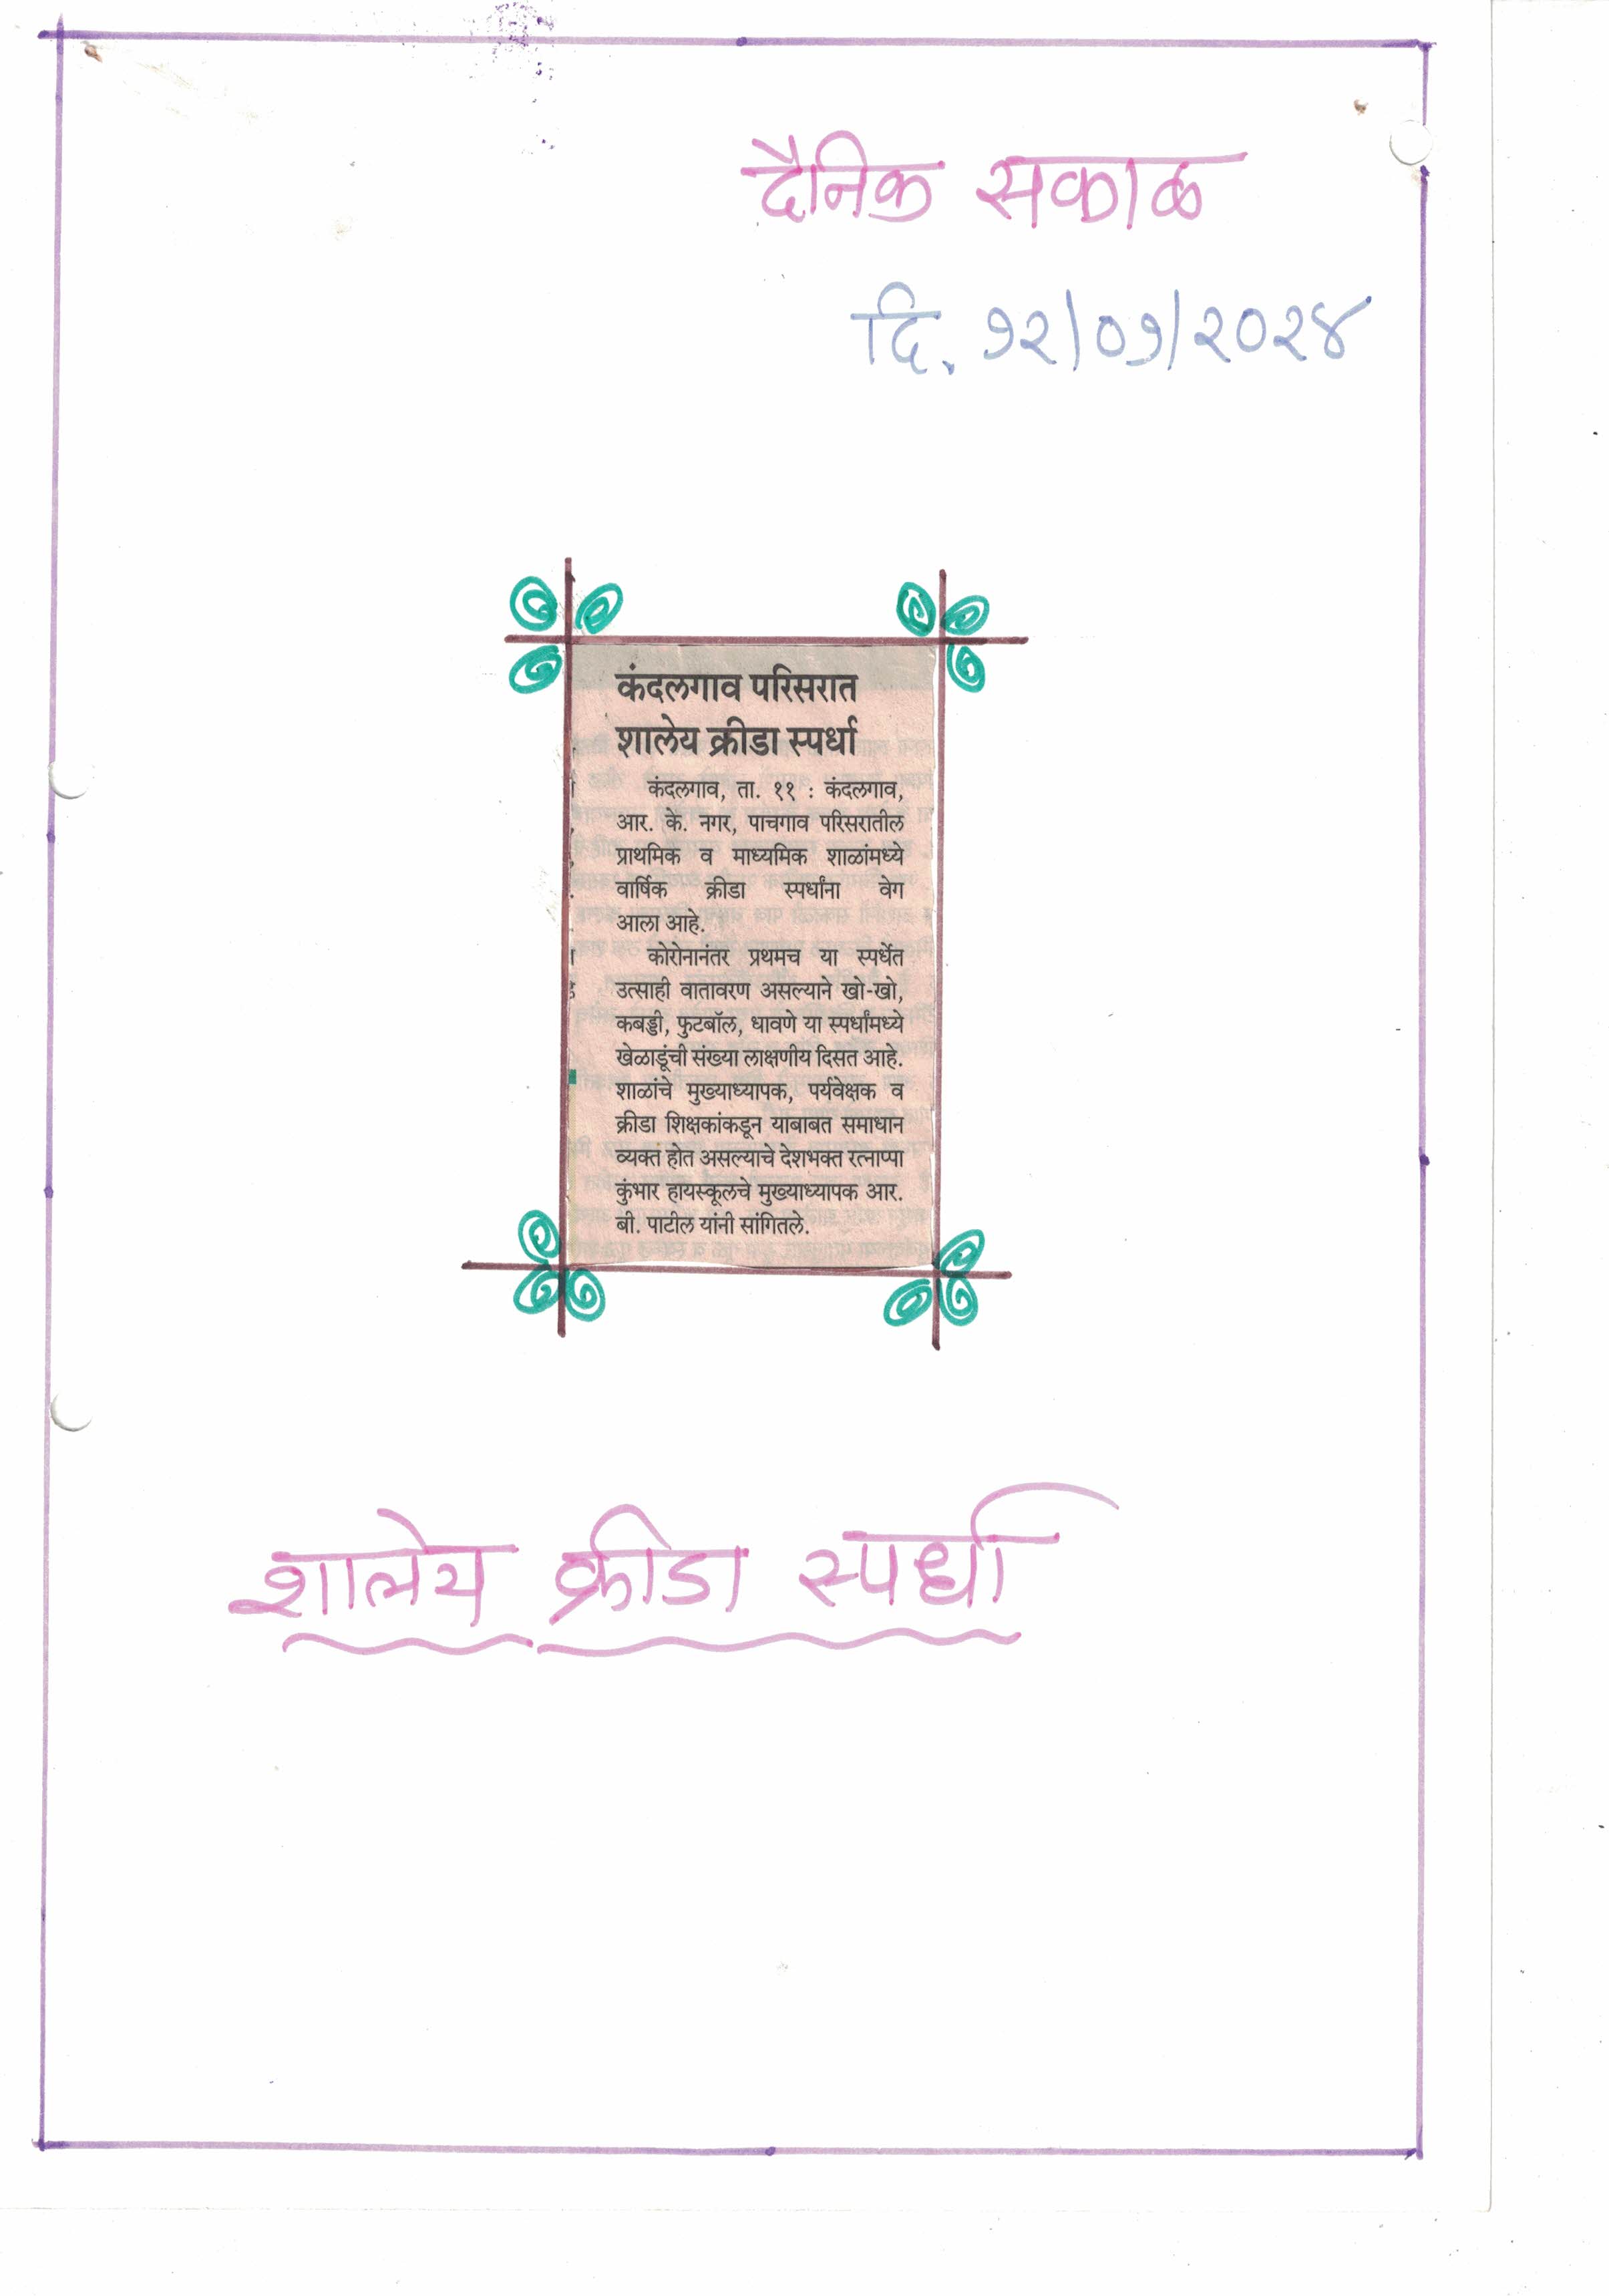 दैनिक सकाळ
दि. १२/०१/२०२४
कंदलगाव परिसरात
शालेय क्रीडा स्पर्धा
कंदलगाव, ता. ११ : कंदलगाव,
आर. के. नगर, पाचगाव परिसरातील
प्राथमिक व माध्यमिक शाळांमध्ये
वार्षिक क्रीडा स्पर्धांना वेग
आला आहे.
कोरोनानंतर प्रथमच या स्पर्धेत
उत्साही वातावरण असल्याने खो-खो,
कबड्डी, फुटबॉल, धावणे या स्पर्धांमध्ये
खेळाडूंची संख्या लाक्षणीय दिसत आहे.
शाळांचे मुख्याध्यापक, पर्यवेक्षक व
क्रीडा शिक्षकांकडून याबाबत समाधान
व्यक्त होत असल्याचे देशभक्त रत्नाप्पा
कुंभार हायस्कूलचे मुख्याध्यापक आर.
बी. पाटील यांनी सांगितले.
शालेय क्रीडा स्पर्धा